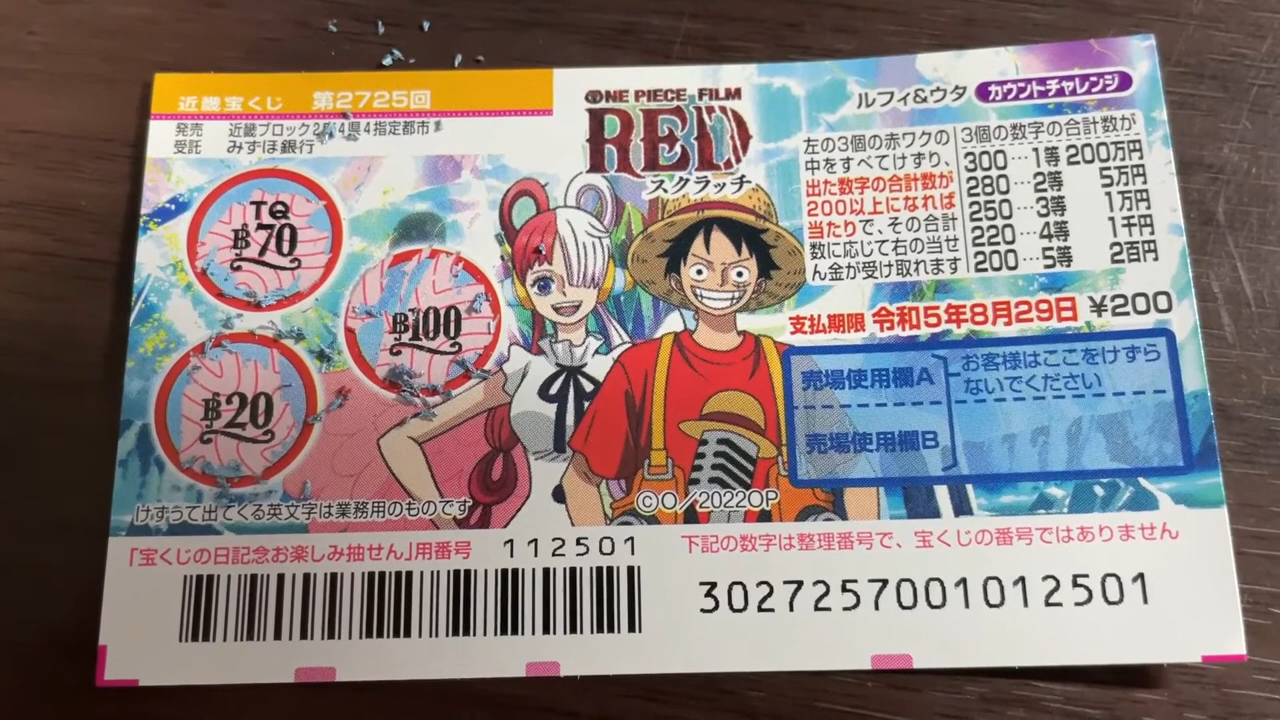 近畿宝くじ 第2725回
発売 近畿ブロック2府4県4指定都市
受託 みずほ銀行
ONE PIECE FILM
RED
スクラッチ
ルフィ&ウタ カウントチャレンジ
左の3個の赤ワクの
中をすべてけずり、
出た数字の合計数が
200以上になれば
当たりで、その合計
数に応じて右の当せ
ん金が受け取れます
3個の数字の合計数が
300…1等 200万円
280…2等 5万円
250…3等 1万円
220…4等 1千円
200…5等 2百円
支払期限 令和5年8月29日 ¥200
TQ
฿70
฿100
฿20
売場使用欄A
売場使用欄B
お客様はここをけずら
ないでください
けずって出てくる英文字は業務用のものです
©O/2022OP
「宝くじの日記念お楽しみ抽せん」用番号 112501
下記の数字は整理番号で、宝くじの番号ではありません
30272570010112501